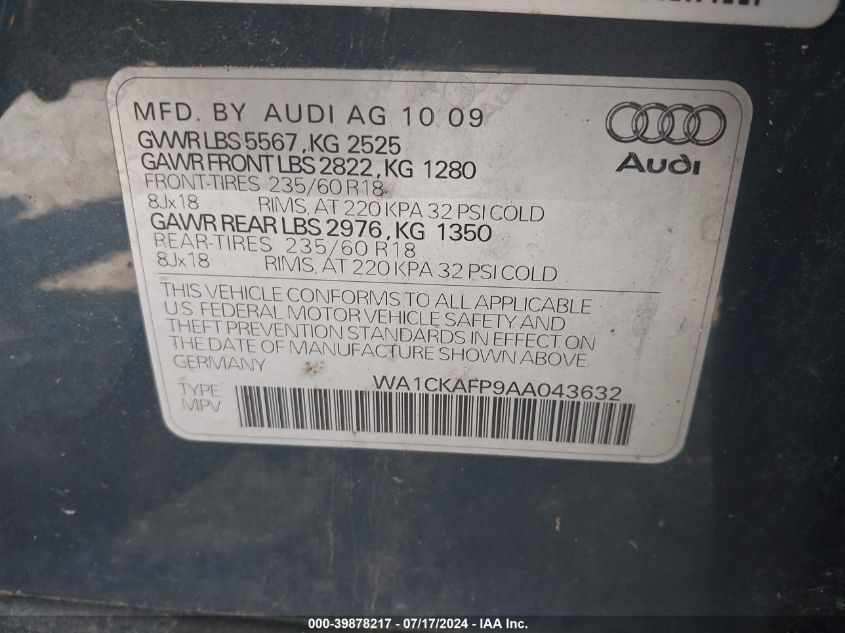 MFD. BY AUDI AG 10 09
GVWR LBS 5567, KG 2525
GAWR FRONT LBS 2822, KG 1280
FRONT-TIRES 235/60 R18
8Jx18 RIMS, AT 220 KPA 32 PSI COLD
GAWR REAR LBS 2976, KG 1350
REAR-TIRES 235/60 R18
8Jx18 RIMS, AT 220 KPA 32 PSI COLD
THIS VEHICLE CONFORMS TO ALL APPLICABLE
U.S. FEDERAL MOTOR VEHICLE SAFETY AND
THEFT PREVENTION STANDARDS IN EFFECT ON
THE DATE OF MANUFACTURE SHOWN ABOVE.
GERMANY
WA1CKAFP9AA043632
TYPE
MPV
Audi
000-39878217 - 07/17/2024 - IAA Inc.